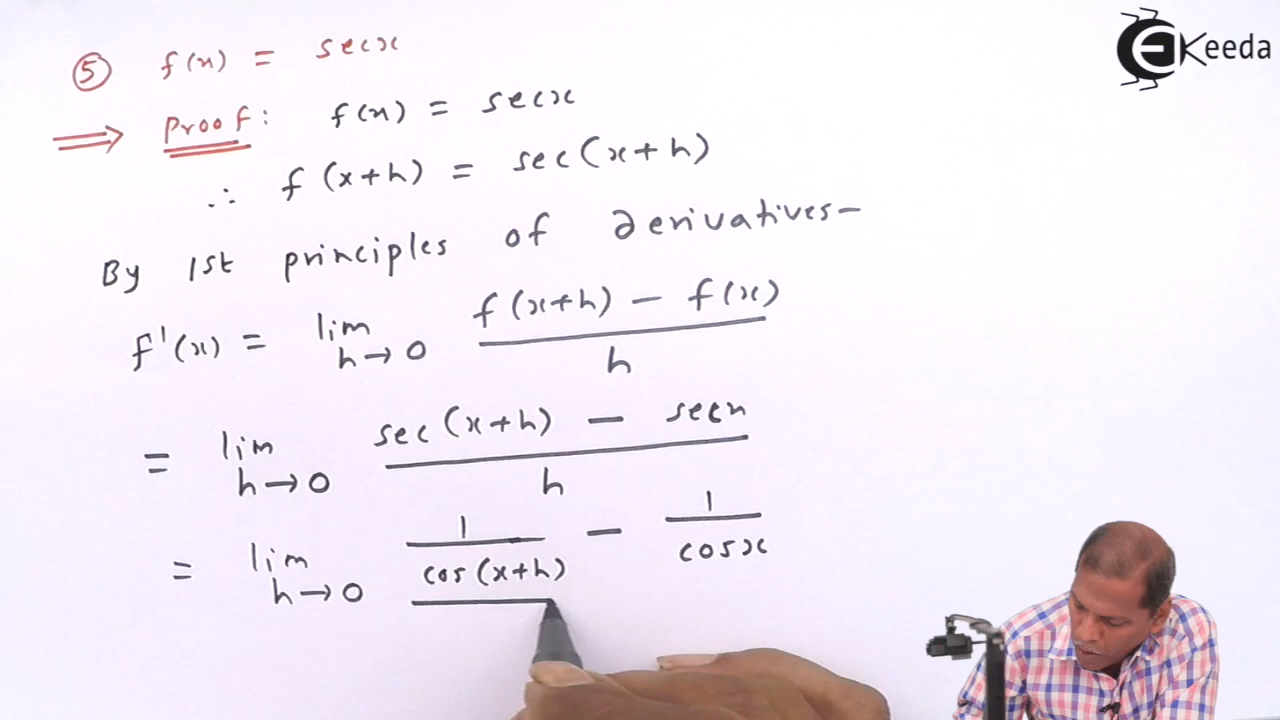 Keeda
⑤ f(x) = secx
⟹ Proof: f(x) = secx
∴ f(x+h) = sec(x+h)
By 1st principles of derivatives-
f'(x) = lim h→0 f(x+h) - f(x) / h
= lim h→0 sec(x+h) - secx / h
= lim h→0 1/cos(x+h) - 1/cosx